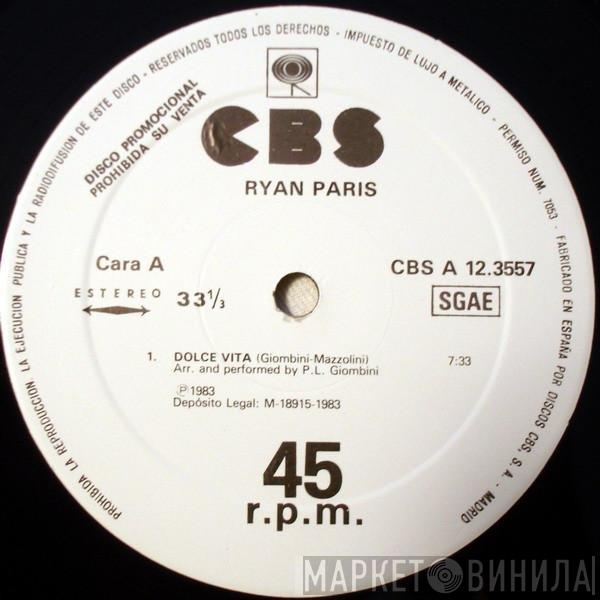 PROHIBIDA LA REPRODUCCION, LA EJECUCION PUBLICA Y LA RADIODIFUSION DE ESTE DISCO - RESERVADOS TODOS LOS DERECHOS - IMPUESTO DE LUJO A METALICO - PERMISO NUM. 7053 - FABRICADO EN ESPAÑA POR DISCOS CBS, S. A. - MADRID
DISCO PROMOCIONAL
PROHIBIDA SU VENTA
CBS
RYAN PARIS
Cara A
CBS A 12.3557
ESTEREO
33 1/3
SGAE
1. DOLCE VITA (Giombini-Mazzolini) 7:33
Arr. and performed by P.L. Giombini
Ⓟ 1983
Depósito Legal: M-18915-1983
45
r.p.m.
МАРКЕТ ВИНИЛА